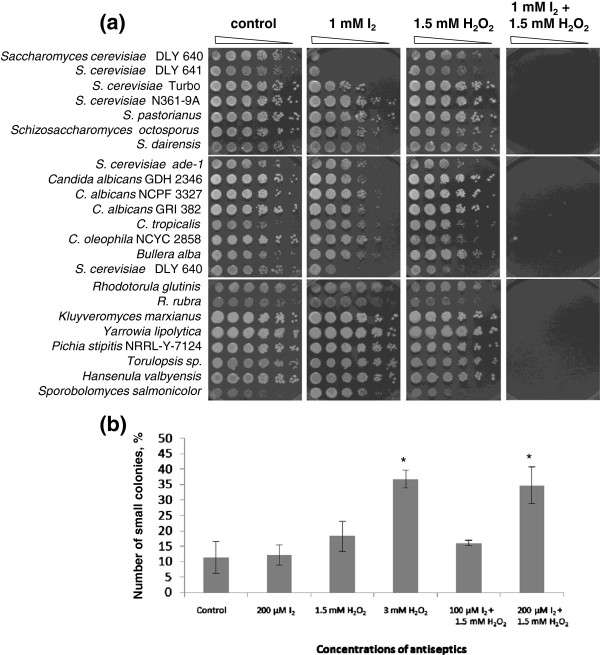 (a)
control
1 mM I2
1.5 mM H2O2
1 mM I2 +
1.5 mM H2O2
Saccharomyces cerevisiae DLY 640
S. cerevisiae DLY 641
S. cerevisiae Turbo
S. cerevisiae N361-9A
S. pastorianus
Schizosaccharomyces octosporus
S. dairensis
S. cerevisiae ade-1
Candida albicans GDH 2346
C. albicans NCPF 3327
C. albicans GRI 382
C. tropicalis
C. oleophila NCYC 2858
Bullera alba
S. cerevisiae DLY 640
Rhodotorula glutinis
R. rubra
Kluyveromyces marxianus
Yarrowia lipolytica
Pichia stipitis NRRL-Y-7124
Torulopsis sp.
Hansenula valbyensis
Sporobolomyces salmonicolor
(b)
Number of small colonies, %
50
45
40
35
30
25
20
15
10
5
0
*
*
Control
200 µM I2
1.5 mM H2O2
3 mM H2O2
100 µM I2 +
1.5 mM H2O2
200 µM I2 +
1.5 mM H2O2
Concentrations of antiseptics